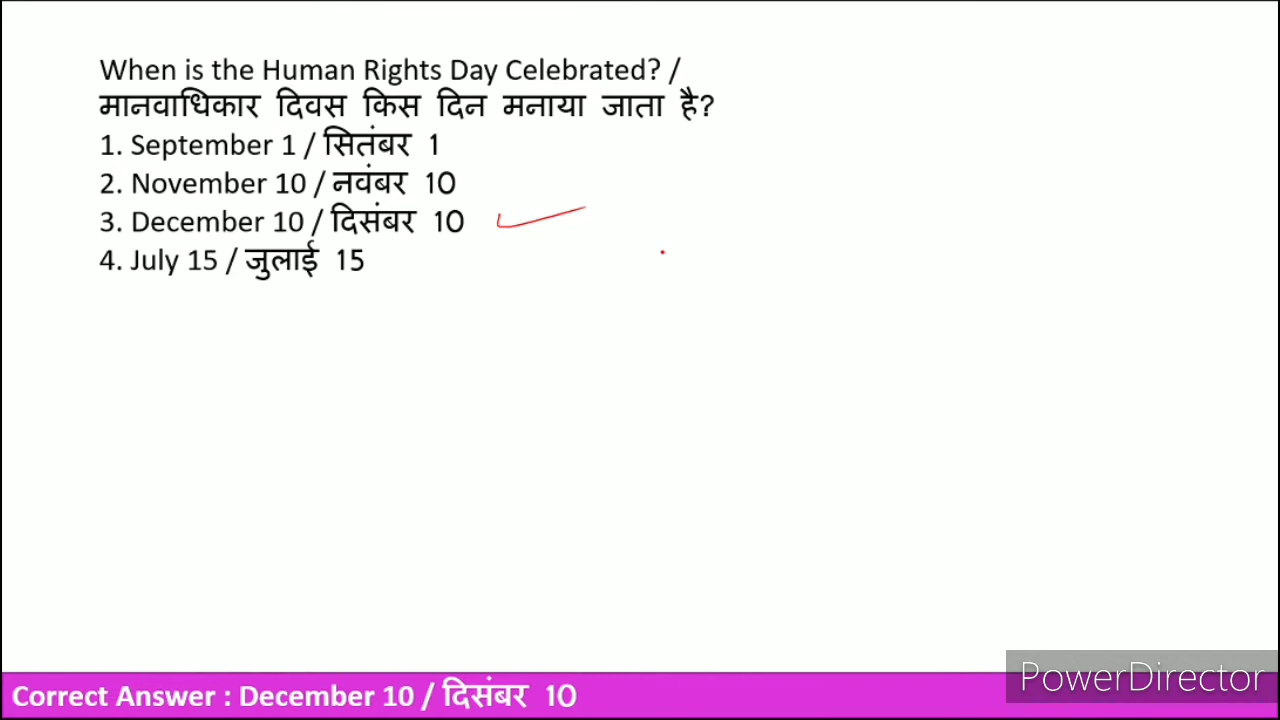 When is the Human Rights Day Celebrated? /
मानवाधिकार दिवस किस दिन मनाया जाता है?
1. September 1 / सितंबर 1
2. November 10 / नवंबर 10
3. December 10 / दिसंबर 10
4. July 15 / जुलाई 15
PowerDirector
Correct Answer : December 10 / दिसंबर 10